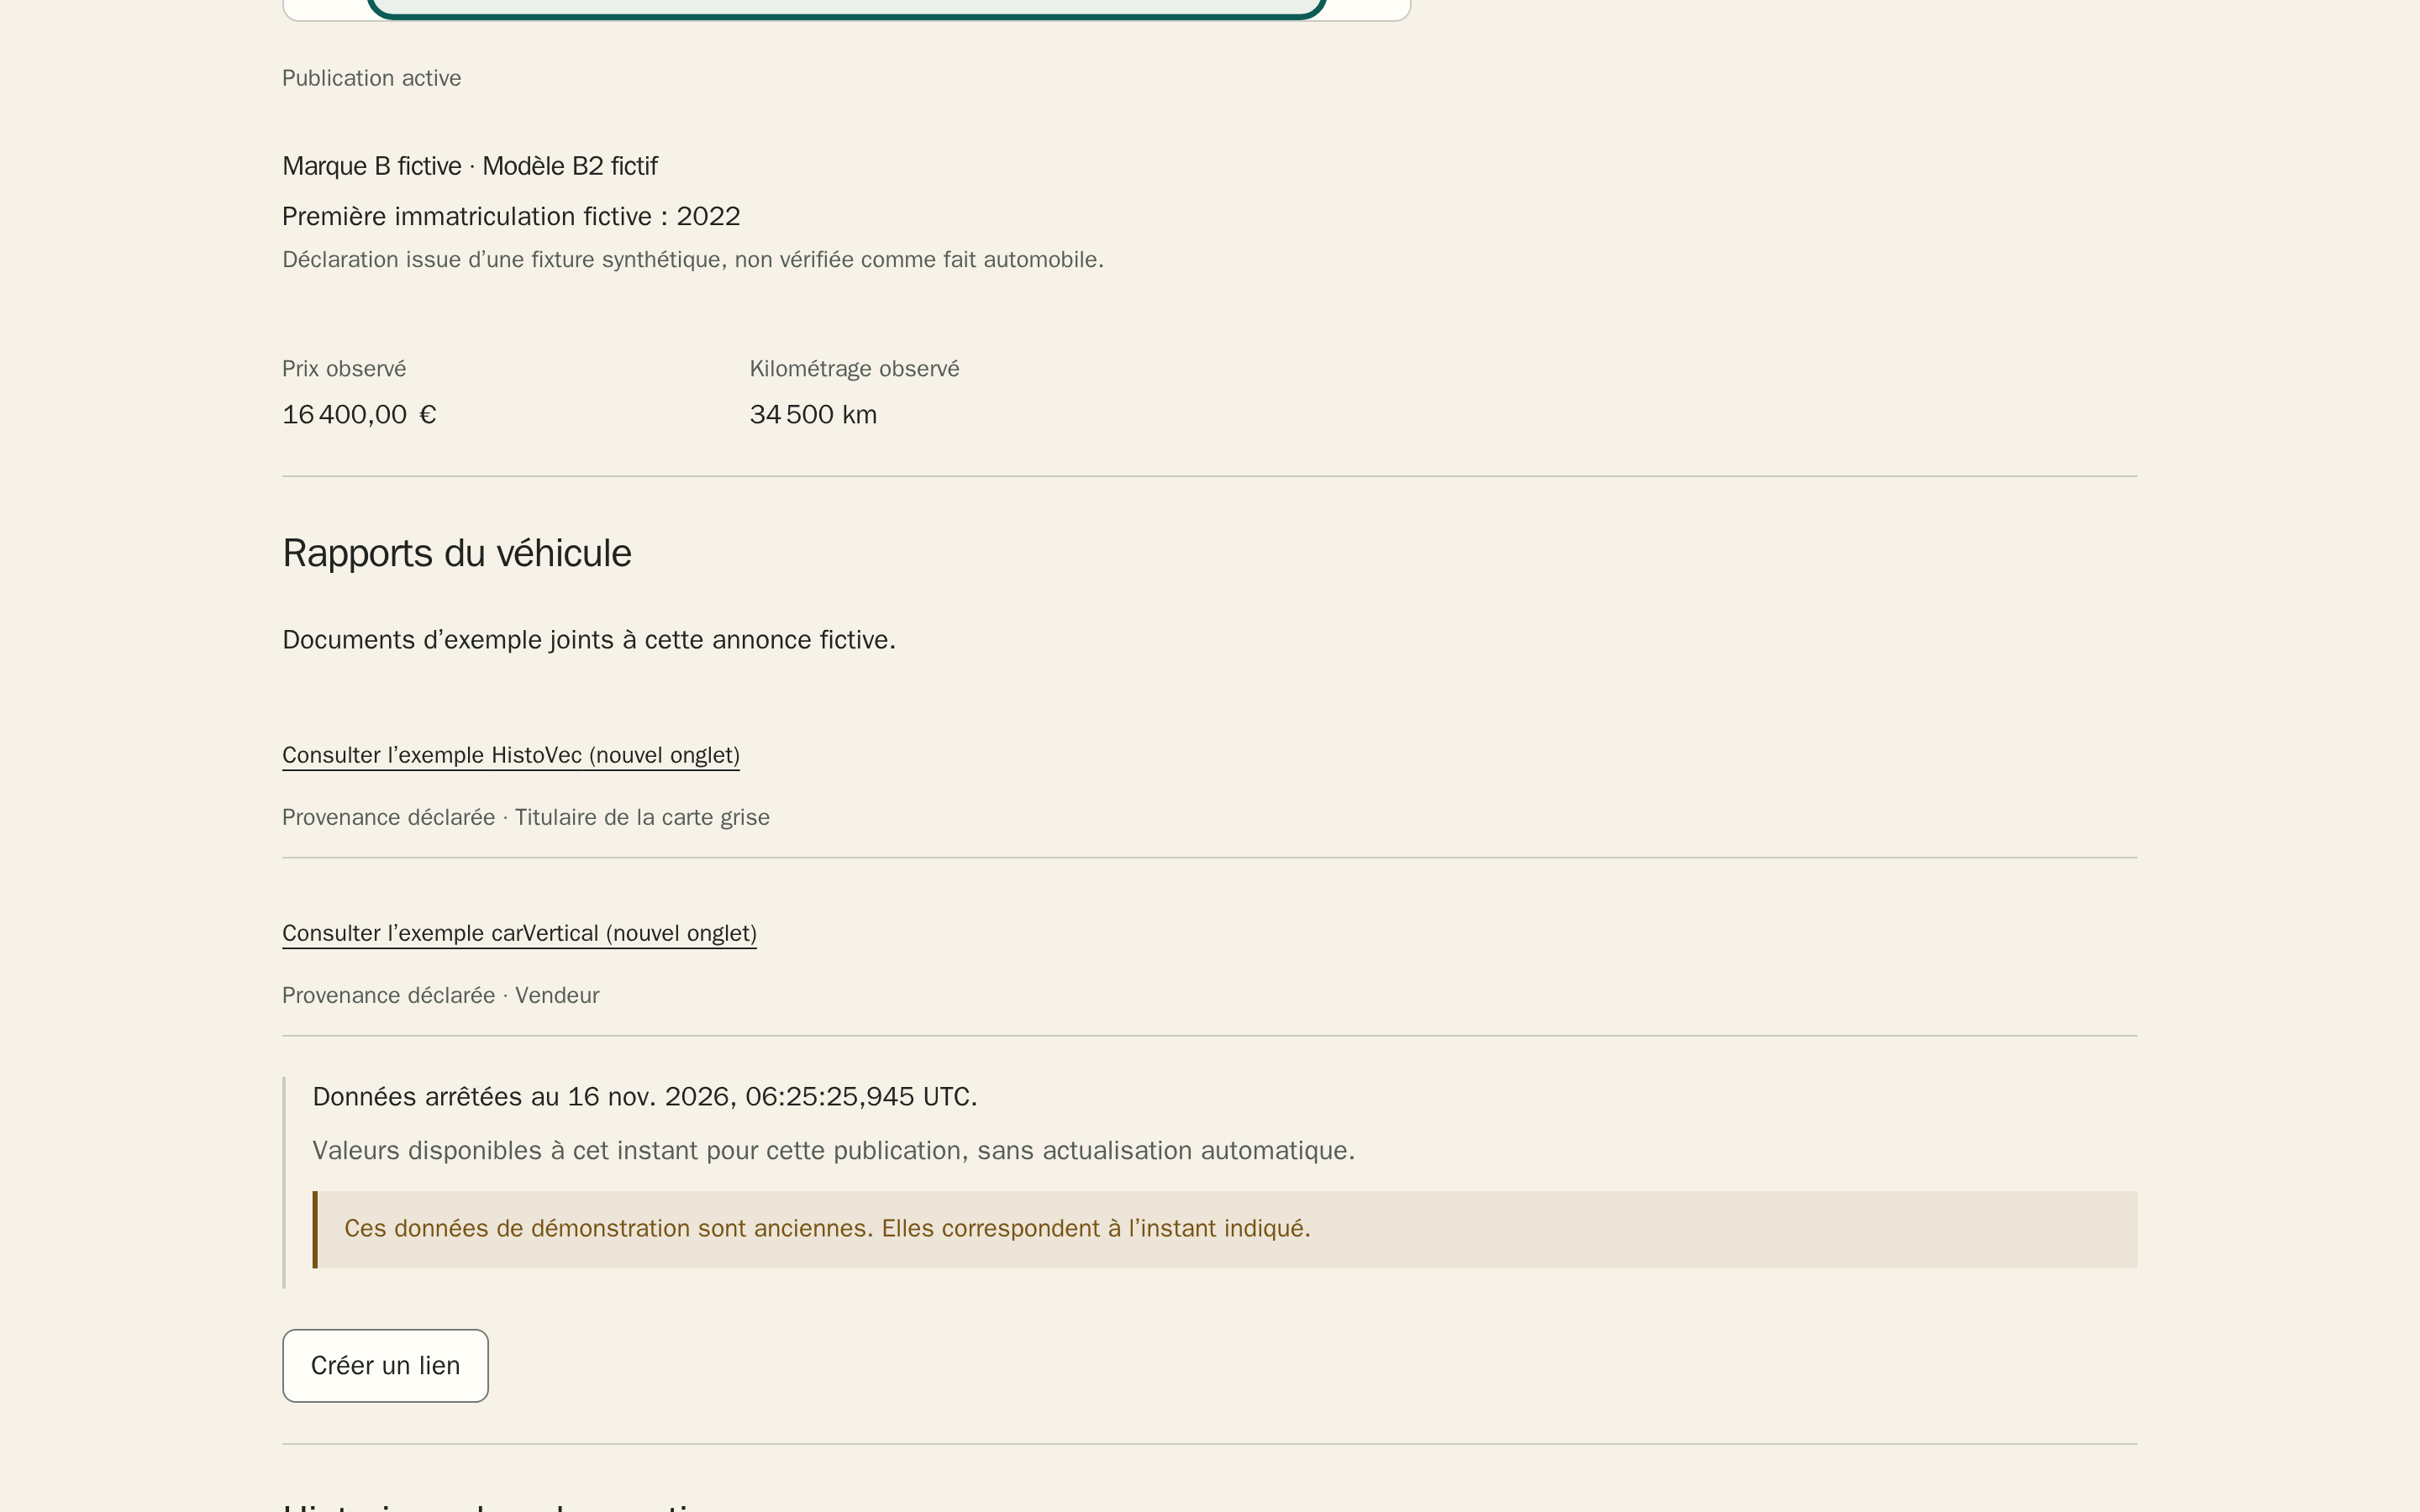 Publication active
Marque B fictive · Modèle B2 fictif
Première immatriculation fictive : 2022
Déclaration issue d’une fixture synthétique, non vérifiée comme fait automobile.
Prix observé
16 400,00 €
Kilométrage observé
34 500 km
Rapports du véhicule
Documents d’exemple joints à cette annonce fictive.
Consulter l’exemple HistoVec (nouvel onglet)
Provenance déclarée · Titulaire de la carte grise
Consulter l’exemple carVertical (nouvel onglet)
Provenance déclarée · Vendeur
Données arrêtées au 16 nov. 2026, 06:25:25,945 UTC.
Valeurs disponibles à cet instant pour cette publication, sans actualisation automatique.
Ces données de démonstration sont anciennes. Elles correspondent à l’instant indiqué.
Créer un lien